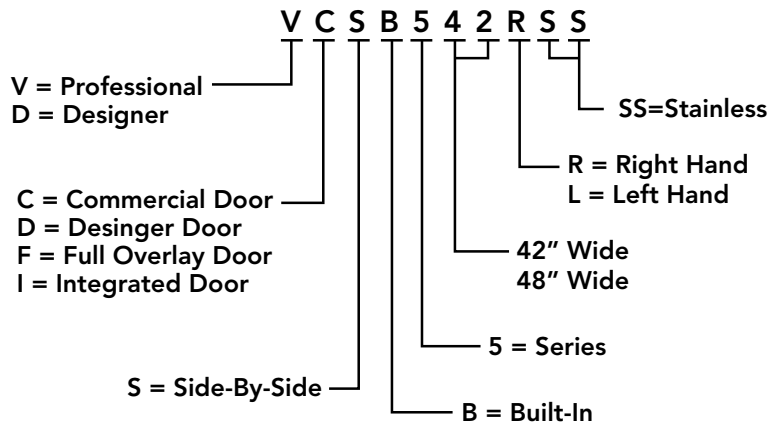 V C S B 5 4 2 R S S
V = Professional
D = Designer
SS=Stainless
R = Right Hand
L = Left Hand
C = Commercial Door
D = Desinger Door
F = Full Overlay Door
I = Integrated Door
42” Wide
48” Wide
5 = Series
S = Side-By-Side
B = Built-In